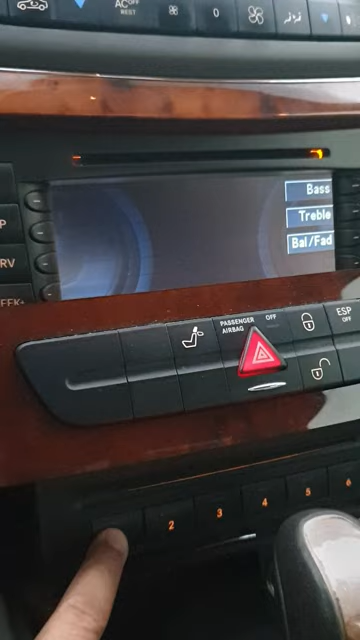 AC OFF
REST
0
Bass
Treble
Bal/Fad
P
RV
EEK+
PASSENGER
AIRBAG
OFF
ESP
OFF
2
3
4
5
6